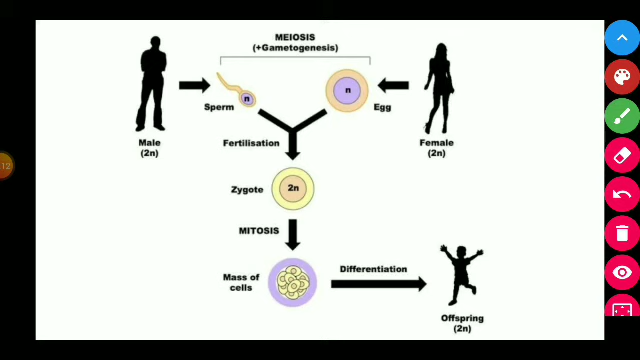 MEIOSIS
(+Gametogenesis)
n
n
Sperm
Egg
Male
(2n)
Fertilisation
Female
(2n)
Zygote
2n
MITOSIS
Mass of
cells
Differentiation
Offspring
(2n)